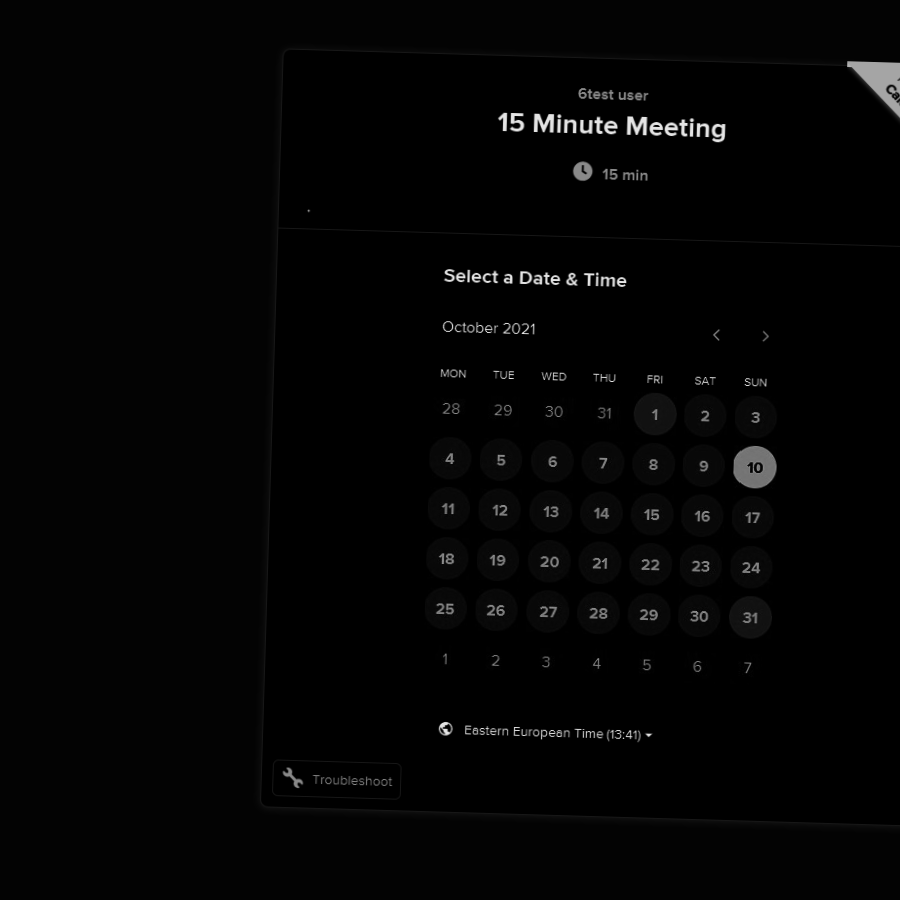 6test user
15 Minute Meeting
15 min
Select a Date & Time
October 2021
MON TUE WED THU FRI SAT SUN
28 29 30 31 1 2 3
4 5 6 7 8 9 10
11 12 13 14 15 16 17
18 19 20 21 22 23 24
25 26 27 28 29 30 31
1 2 3 4 5 6 7
Eastern European Time (13:41)
Troubleshoot